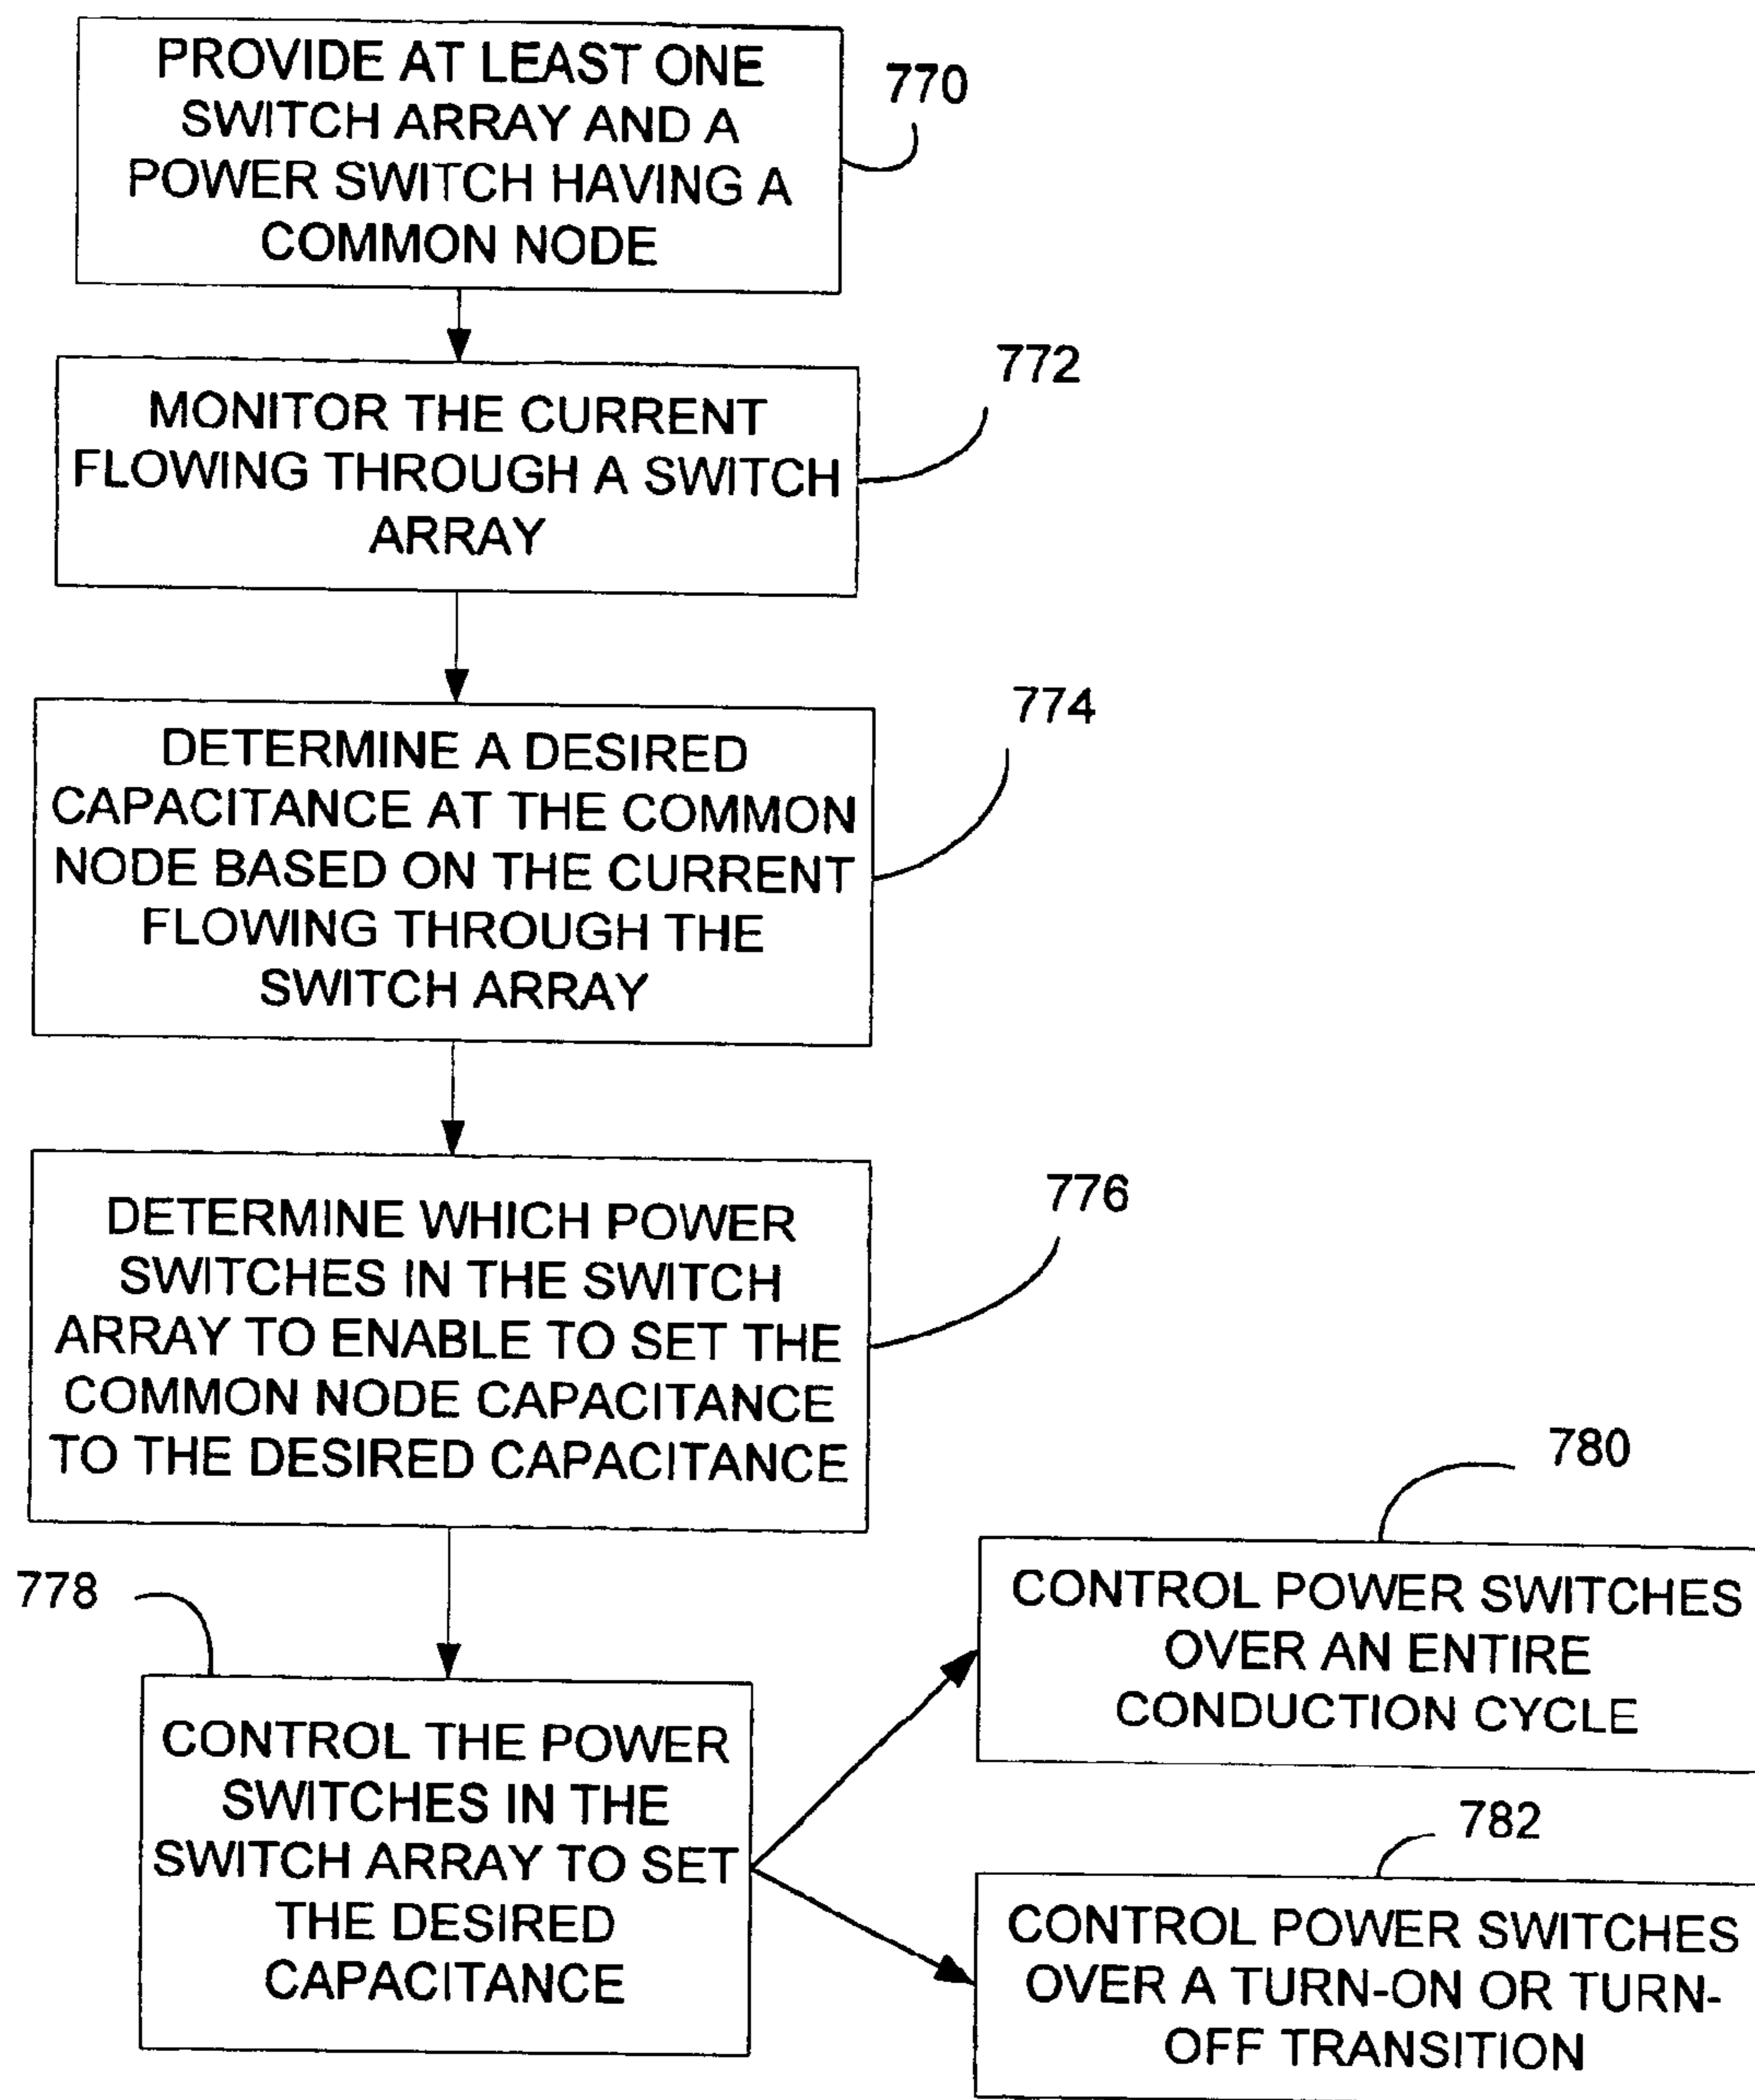 PROVIDE AT LEAST ONE
SWITCH ARRAY AND A
POWER SWITCH HAVING A
COMMON NODE
770
MONITOR THE CURRENT
FLOWING THROUGH A SWITCH
ARRAY
772
DETERMINE A DESIRED
CAPACITANCE AT THE COMMON
NODE BASED ON THE CURRENT
FLOWING THROUGH THE
SWITCH ARRAY
774
DETERMINE WHICH POWER
SWITCHES IN THE SWITCH
ARRAY TO ENABLE TO SET THE
COMMON NODE CAPACITANCE
TO THE DESIRED CAPACITANCE
776
778
CONTROL THE POWER
SWITCHES IN THE
SWITCH ARRAY TO SET
THE DESIRED
CAPACITANCE
780
CONTROL POWER SWITCHES
OVER AN ENTIRE
CONDUCTION CYCLE
782
CONTROL POWER SWITCHES
OVER A TURN-ON OR TURN-
OFF TRANSITION